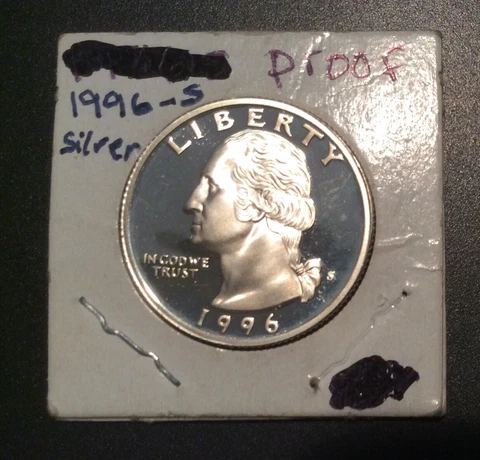 Proof
1996-S
silver
LIBERTY
IN GOD WE
TRUST
S
1996